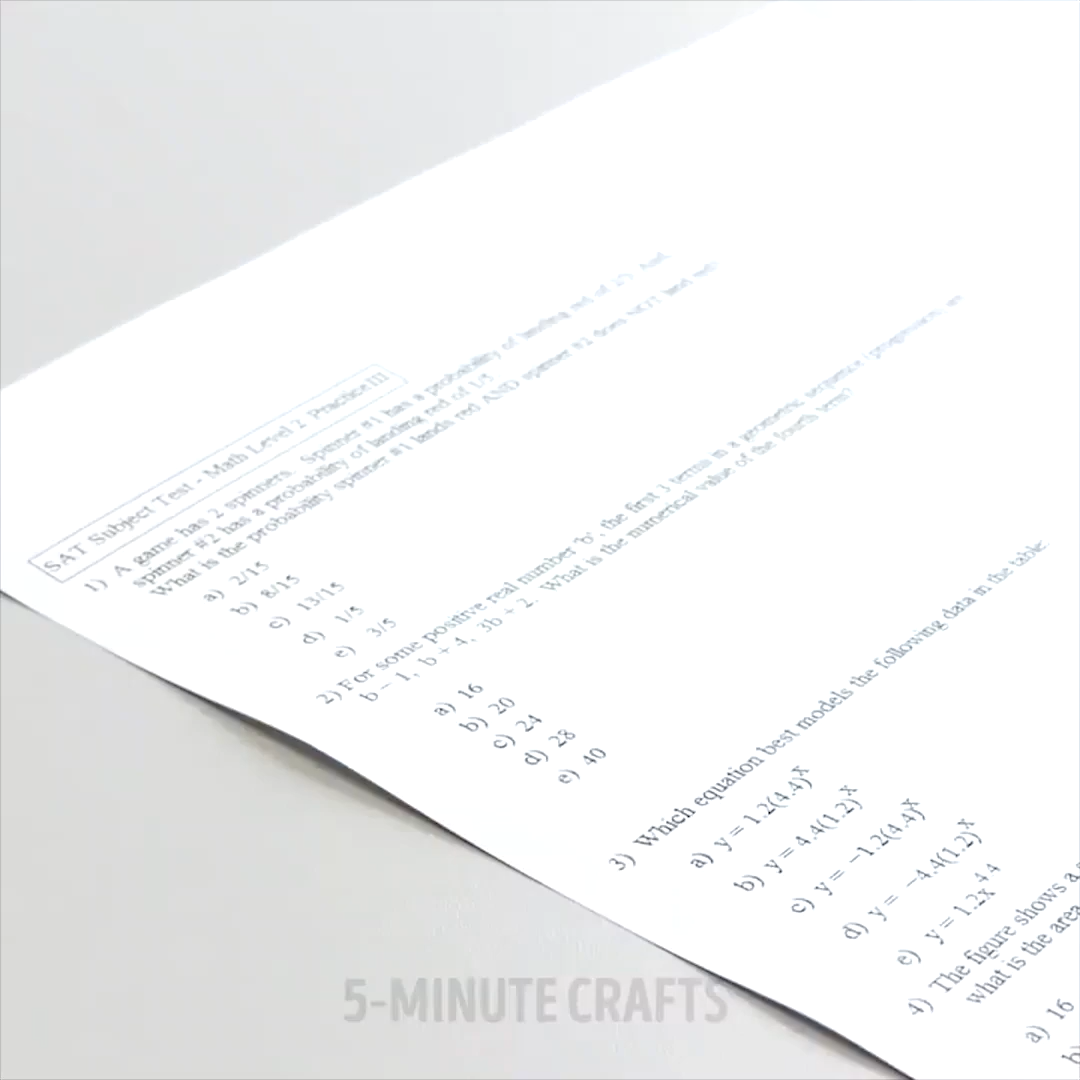 SAT Subject Test - Math Level 2 Practice III
1) A game has 2 spinners. Spinner #1 has a probability of landing red of And
spinner #2 has a probability of landing red of 1/5
What is the probability spinner #1 lands red AND spinner #2 does NOT land red
a) 2/15
b) 8/15
c) 13/15
d) 1/5
e) 3/5
2) For some positive real number 'b', the first 3 terms in a geometric sequence (progression)
b - 1, b + 4, 3b + 2. What is the numerical value of the fourth term?
a) 16
b) 20
c) 24
d) 28
e) 40
3) Which equation best models the following data in the table:
a) y = 1.2(4.4)^x
b) y = 4.4(1.2)^x
c) y = -1.2(4.4)^x
d) y = -4.4(1.2)^x
e) y = 1.2x^4.4
4) The figure shows a
what is the area
a) 16
b)
5-MINUTE CRAFTS